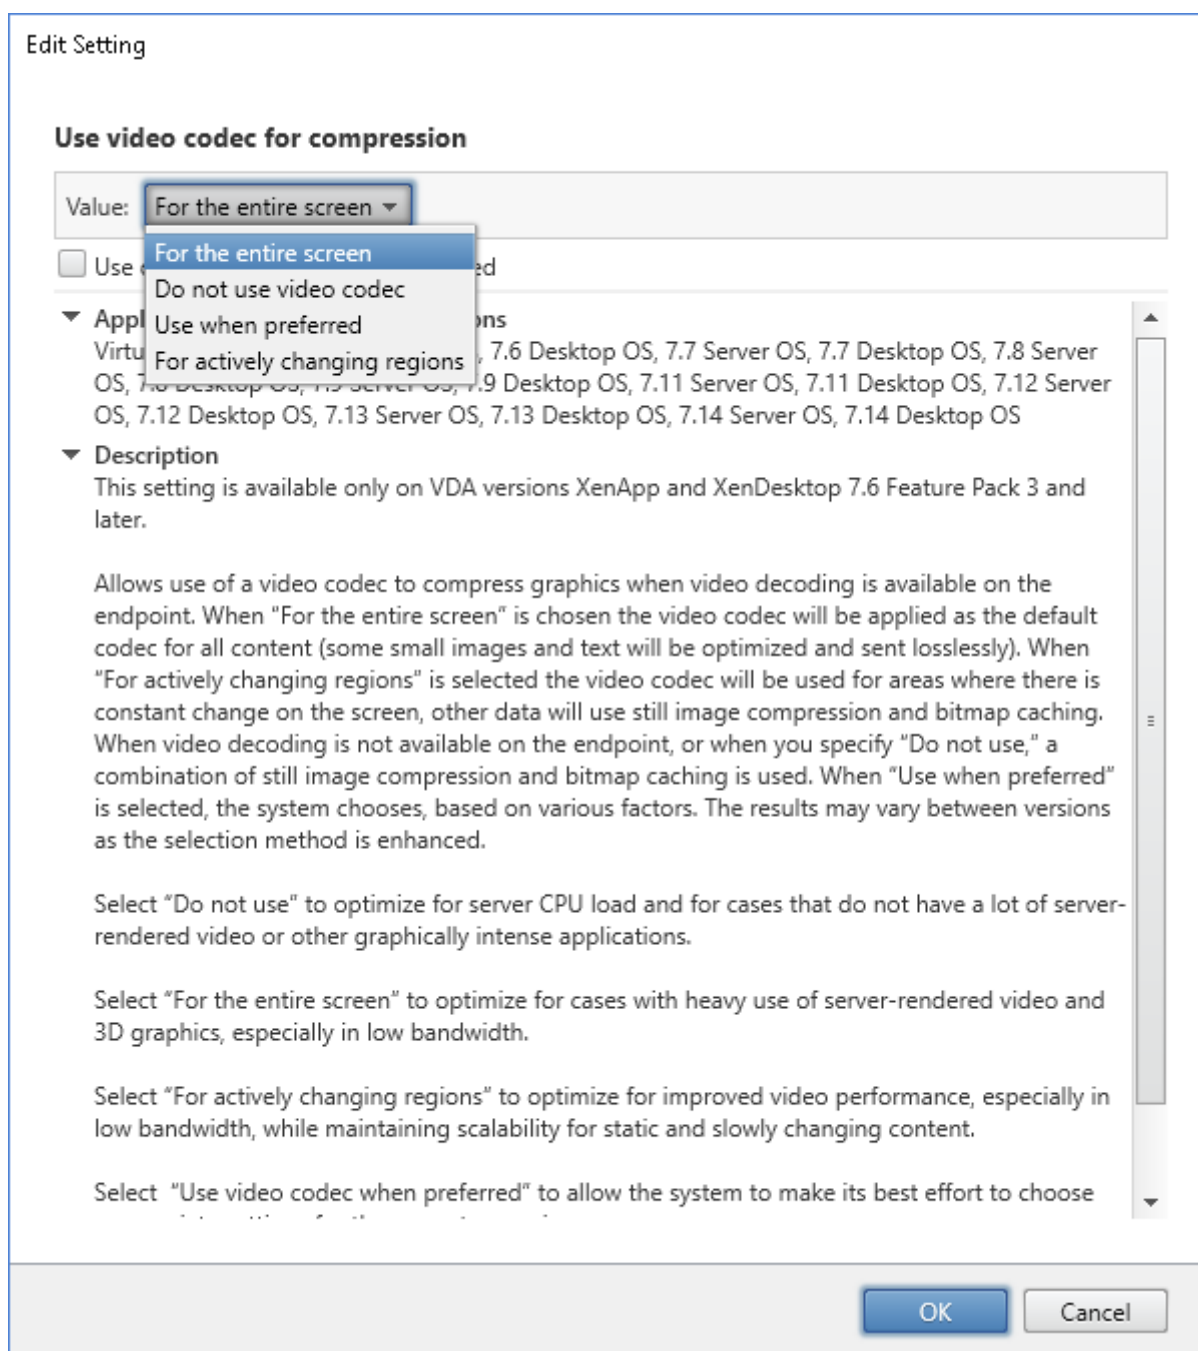 Edit Setting
Use video codec for compression
Value: For the entire screen
For the entire screen
Use ed
Do not use video codec
Appl ons
Use when preferred
Virtu , 7.6 Desktop OS, 7.7 Server OS, 7.7 Desktop OS, 7.8 Server
For actively changing regions
OS, 7.8 Desktop OS, 7.9 Server OS, 7.9 Desktop OS, 7.11 Server OS, 7.11 Desktop OS, 7.12 Server
OS, 7.12 Desktop OS, 7.13 Server OS, 7.13 Desktop OS, 7.14 Server OS, 7.14 Desktop OS
Description
This setting is available only on VDA versions XenApp and XenDesktop 7.6 Feature Pack 3 and
later.
Allows use of a video codec to compress graphics when video decoding is available on the
endpoint. When “For the entire screen” is chosen the video codec will be applied as the default
codec for all content (some small images and text will be optimized and sent losslessly). When
“For actively changing regions” is selected the video codec will be used for areas where there is
constant change on the screen, other data will use still image compression and bitmap caching.
When video decoding is not available on the endpoint, or when you specify “Do not use,” a
combination of still image compression and bitmap caching is used. When “Use when preferred”
is selected, the system chooses, based on various factors. The results may vary between versions
as the selection method is enhanced.
Select “Do not use” to optimize for server CPU load and for cases that do not have a lot of server-
rendered video or other graphically intense applications.
Select “For the entire screen” to optimize for cases with heavy use of server-rendered video and
3D graphics, especially in low bandwidth.
Select “For actively changing regions” to optimize for improved video performance, especially in
low bandwidth, while maintaining scalability for static and slowly changing content.
Select “Use video codec when preferred” to allow the system to make its best effort to choose
OK
Cancel